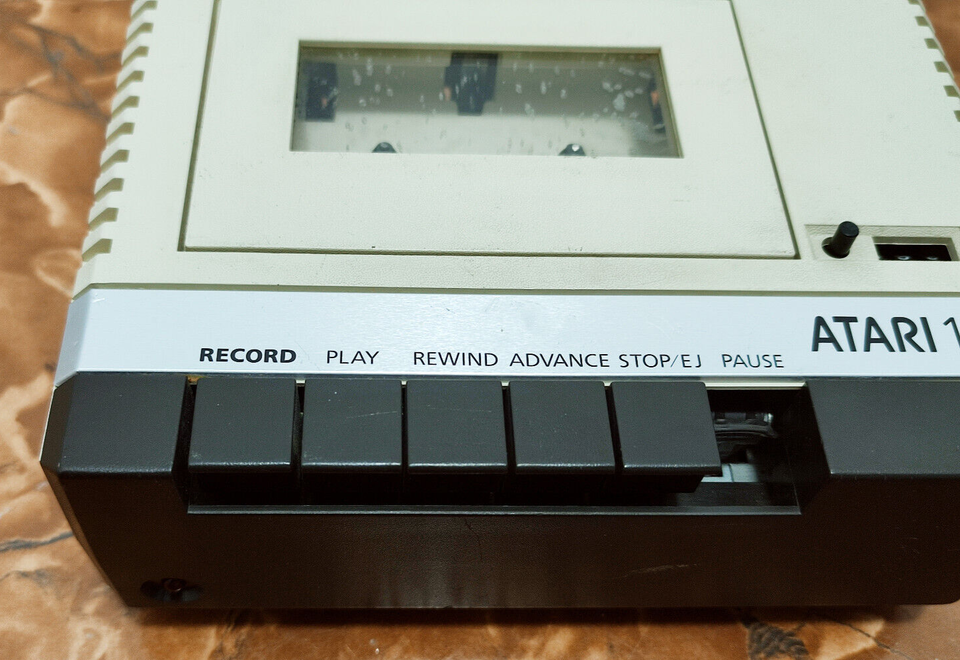 ATARI 1
RECORD PLAY REWIND ADVANCE STOP/EJ PAUSE